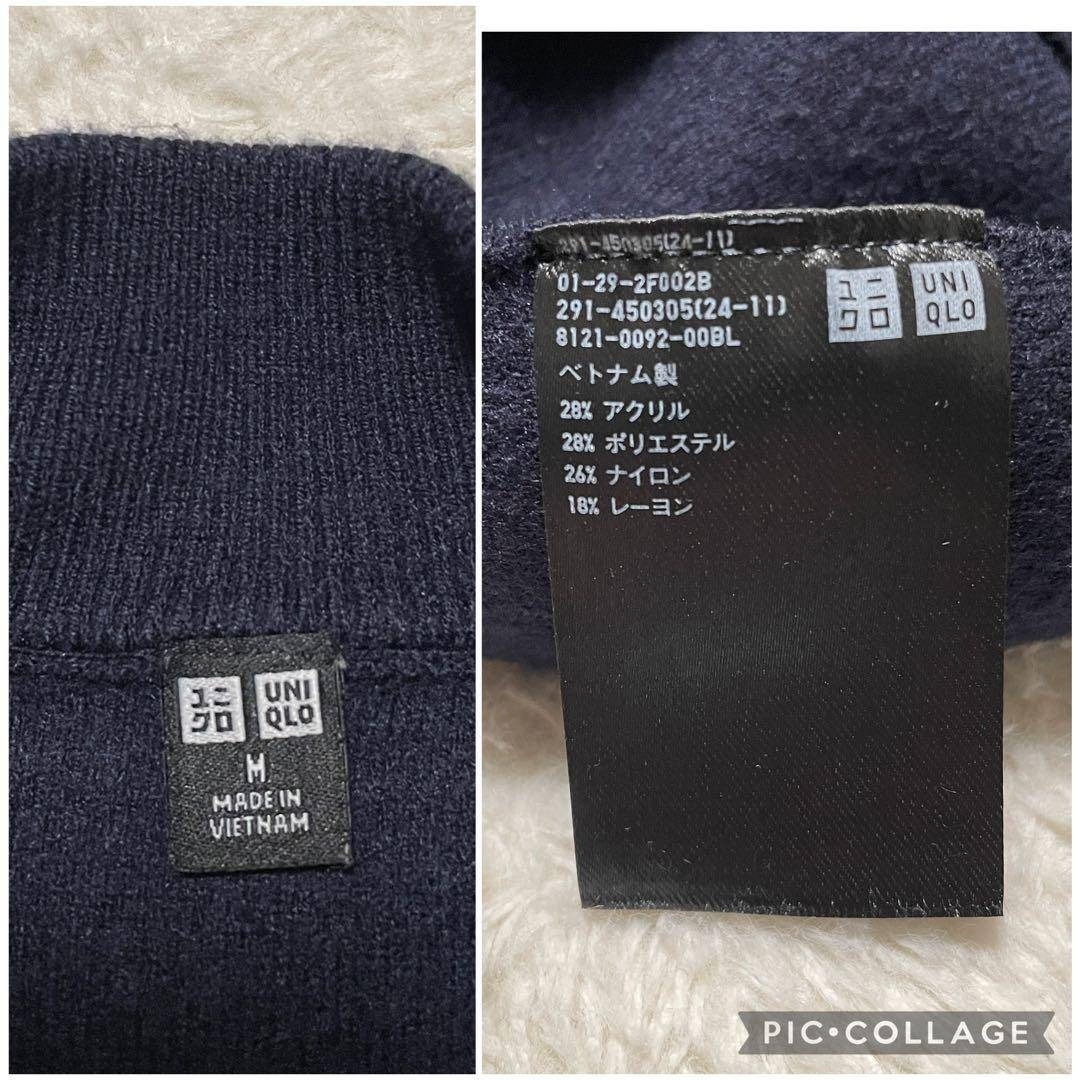 ユニ
クロ
UNI
QLO
M
MADE IN
VIETNAM
291-450305(24-11)
01-29-2F002B
291-450305(24-11)
8121-0092-00BL
ベトナム製
28% アクリル
28% ポリエステル
26% ナイロン
18% レーヨン
ユニ
クロ
UNI
QLO
PIC•COLLAGE